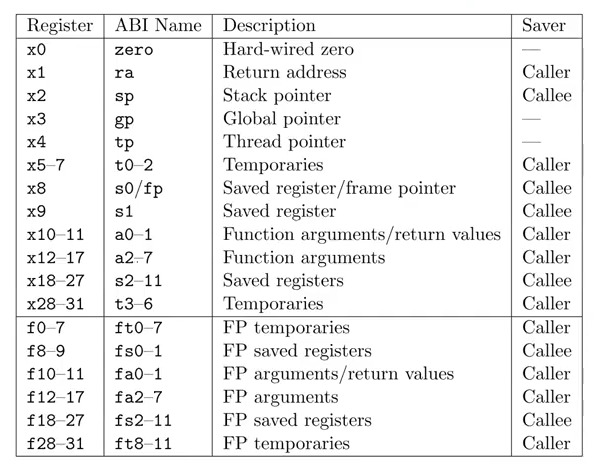 Register ABI Name Description Saver
x0 zero Hard-wired zero —
x1 ra Return address Caller
x2 sp Stack pointer Callee
x3 gp Global pointer —
x4 tp Thread pointer —
x5–7 t0–2 Temporaries Caller
x8 s0/fp Saved register/frame pointer Callee
x9 s1 Saved register Callee
x10–11 a0–1 Function arguments/return values Caller
x12–17 a2–7 Function arguments Caller
x18–27 s2–11 Saved registers Callee
x28–31 t3–6 Temporaries Caller
f0–7 ft0–7 FP temporaries Caller
f8–9 fs0–1 FP saved registers Callee
f10–11 fa0–1 FP arguments/return values Caller
f12–17 fa2–7 FP arguments Caller
f18–27 fs2–11 FP saved registers Callee
f28–31 ft8–11 FP temporaries Caller